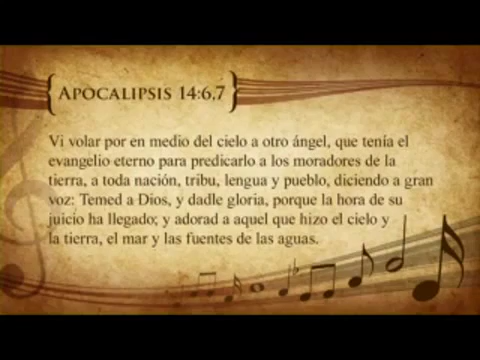 {APOCALIPSIS 14:6,7}
Vi volar por en medio del cielo a otro ángel, que tenía el
evangelio eterno para predicarlo a los moradores de la
tierra, a toda nación, tribu, lengua y pueblo, diciendo a gran
voz: Temed a Dios, y dadle gloria, porque la hora de su
juicio ha llegado; y adorad a aquel que hizo el cielo y
la tierra, el mar y las fuentes de las aguas.